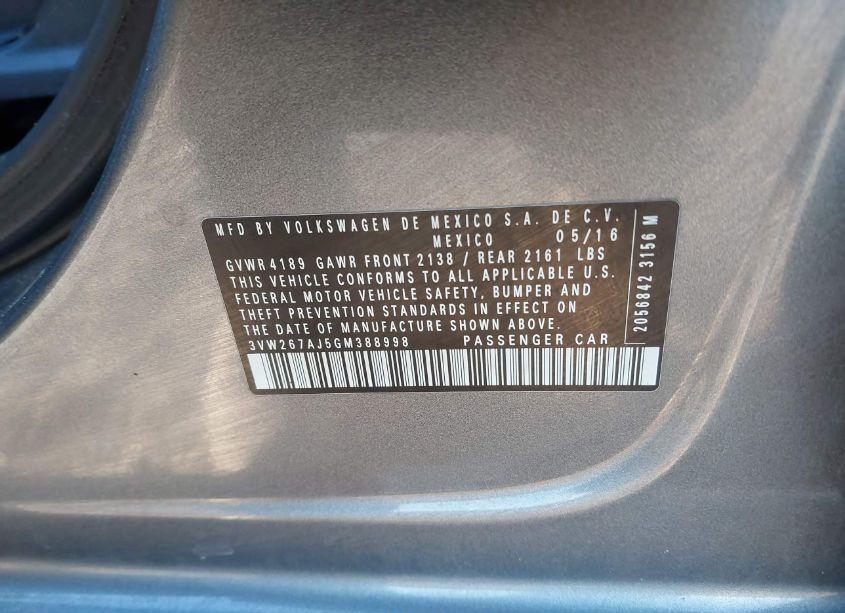 MFD BY VOLKSWAGEN DE MEXICO S.A. DE C.V.
MEXICO 05/16
GVWR 4189 GAWR FRONT 2138 / REAR 2161 LBS
THIS VEHICLE CONFORMS TO ALL APPLICABLE U.S.
FEDERAL MOTOR VEHICLE SAFETY, BUMPER AND
THEFT PREVENTION STANDARDS IN EFFECT ON
THE DATE OF MANUFACTURE SHOWN ABOVE.
3VW267AJ5GM388998 PASSENGER CAR
2056842 3156 M